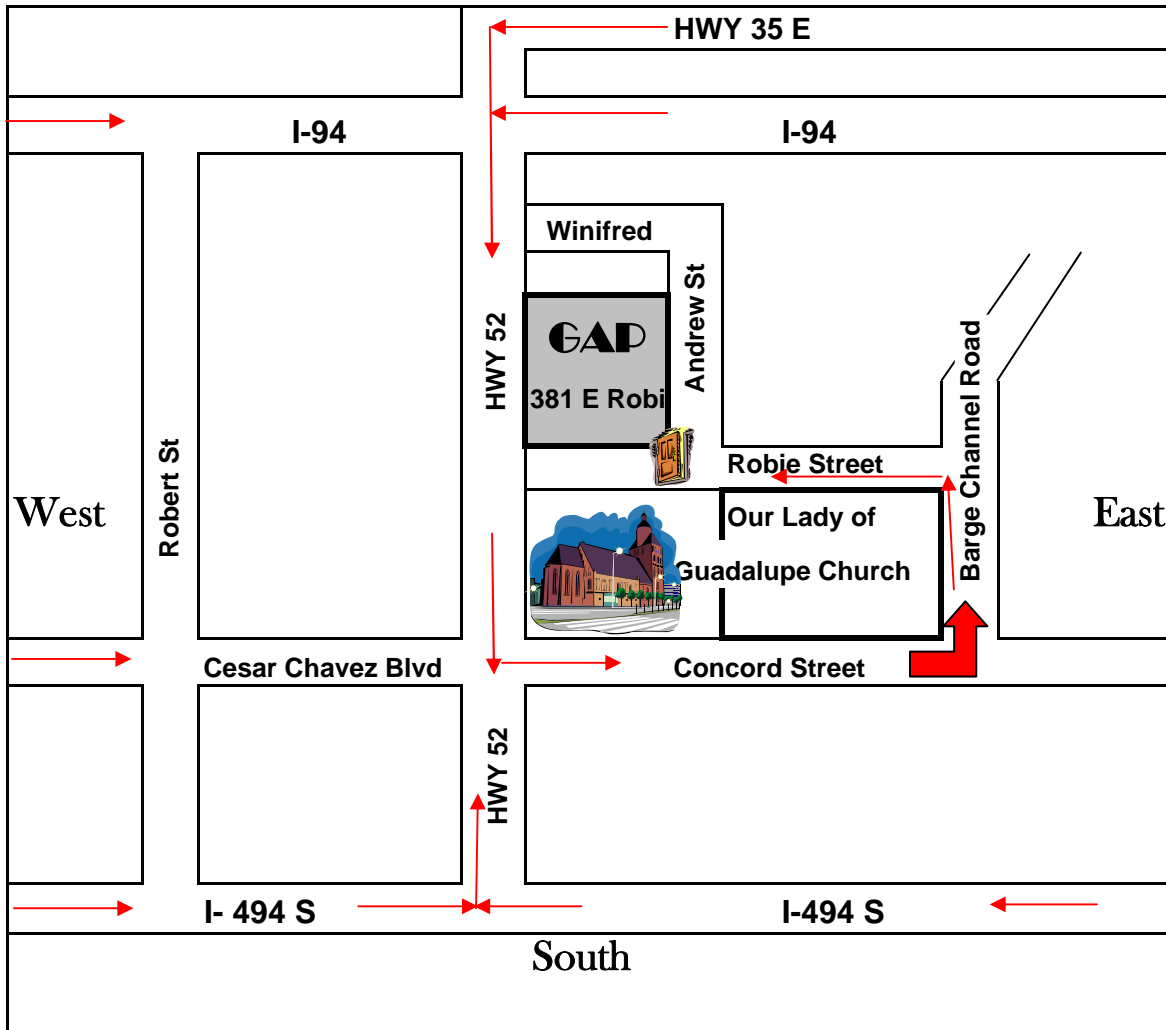 HWY 35 E
I-94
I-94
Winifred
HWY 52
GAP
381 E Robi
Andrew St
Barge Channel Road
Robert St
Robie Street
West
East
Our Lady of
Guadalupe Church
Cesar Chavez Blvd
Concord Street
HWY 52
I- 494 S
I-494 S
South